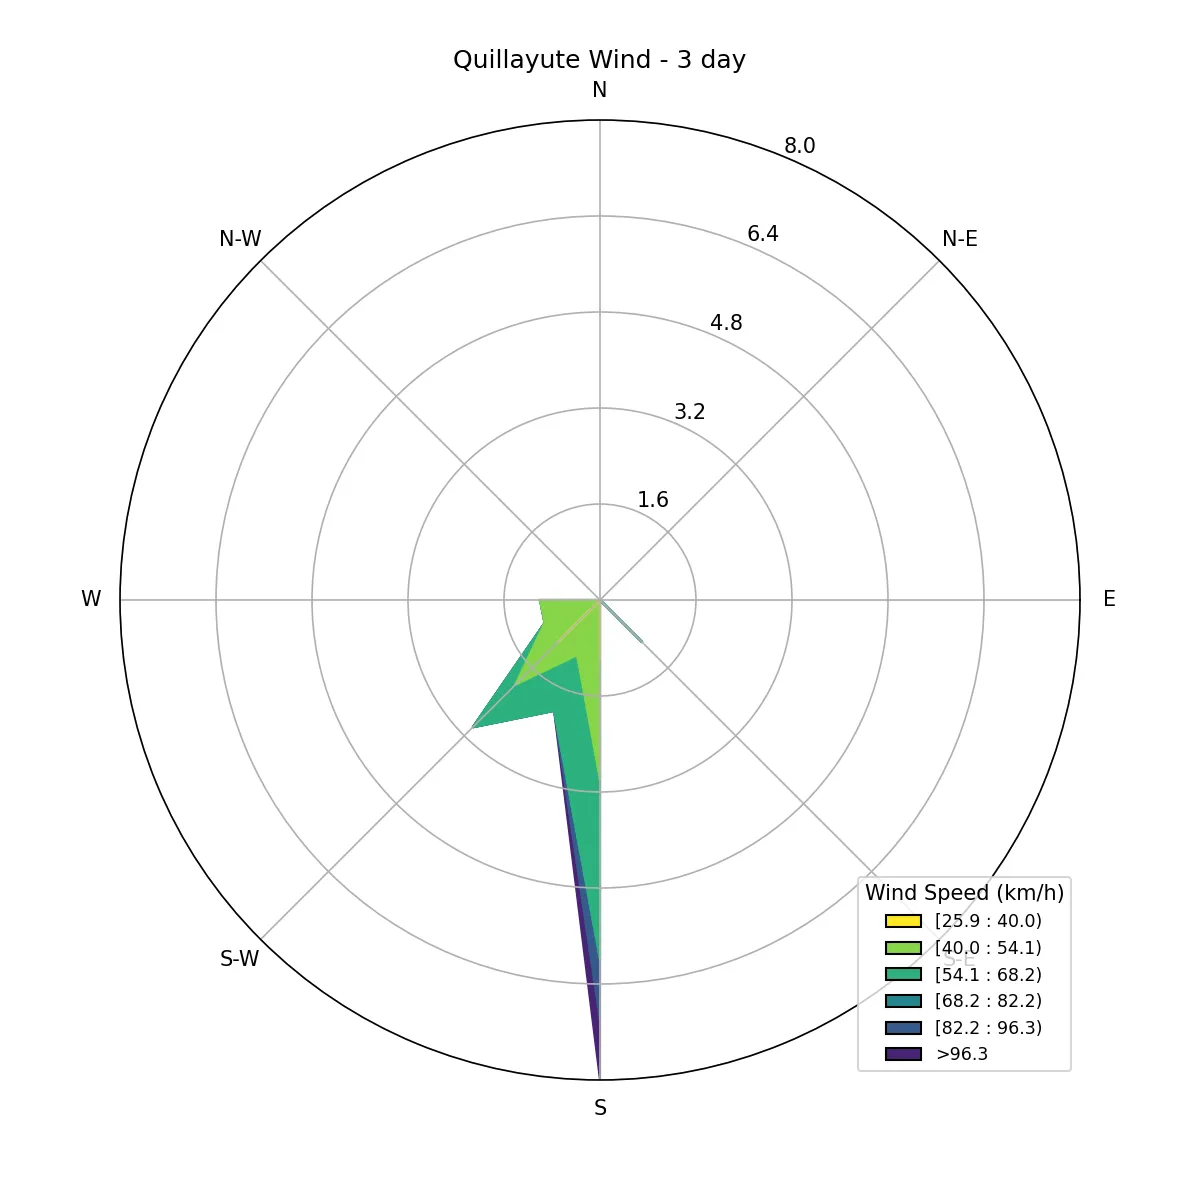 Quillayute Wind - 3 day
N
8.0
N-W
6.4
N-E
4.8
3.2
1.6
W
E
S-W
S-E
Wind Speed (km/h)
[25.9 : 40.0)
[40.0 : 54.1)
[54.1 : 68.2)
[68.2 : 82.2)
[82.2 : 96.3)
>96.3
S